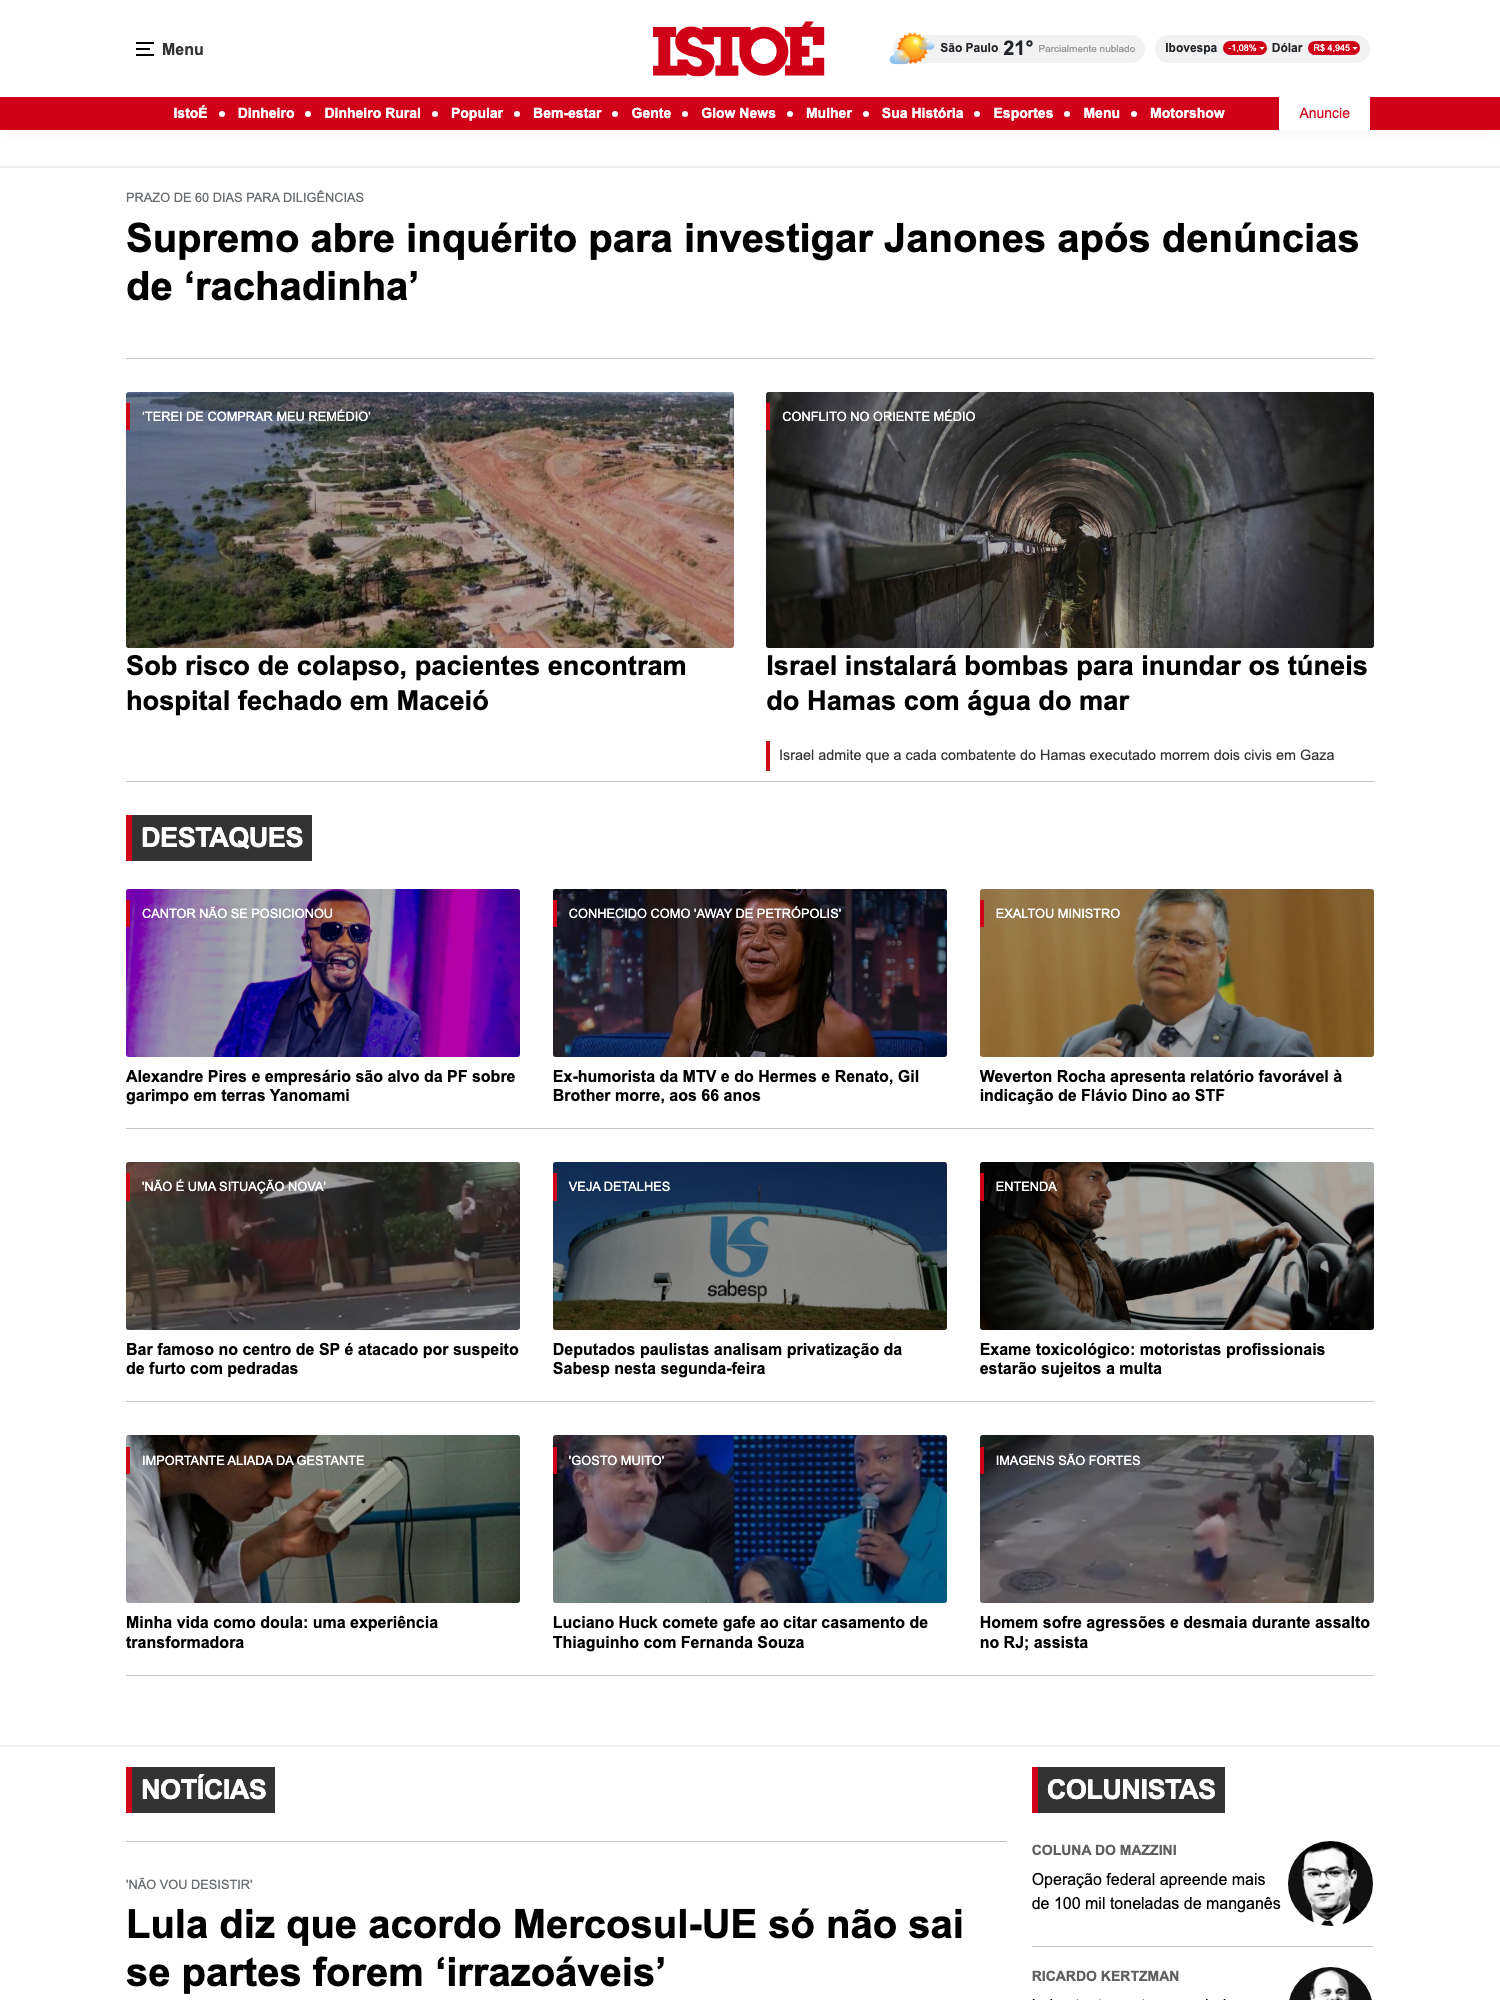 Menu
ISTOÉ
São Paulo 21° Parcialmente nublado
Ibovespa -1,08% Dólar R$ 4,945
IstoÉ • Dinheiro • Dinheiro Rural • Popular • Bem-estar • Gente • Glow News • Mulher • Sua História • Esportes • Menu • Motorshow
Anuncie
PRAZO DE 60 DIAS PARA DILIGÊNCIAS
Supremo abre inquérito para investigar Janones após denúncias
de ‘rachadinha’
'TEREI DE COMPRAR MEU REMÉDIO'
Sob risco de colapso, pacientes encontram
hospital fechado em Maceió
CONFLITO NO ORIENTE MÉDIO
Israel instalará bombas para inundar os túneis
do Hamas com água do mar
Israel admite que a cada combatente do Hamas executado morrem dois civis em Gaza
DESTAQUES
CANTOR NÃO SE POSICIONOU
Alexandre Pires e empresário são alvo da PF sobre
garimpo em terras Yanomami
CONHECIDO COMO 'AWAY DE PETRÓPOLIS'
Ex-humorista da MTV e do Hermes e Renato, Gil
Brother morre, aos 66 anos
EXALTOU MINISTRO
Weverton Rocha apresenta relatório favorável à
indicação de Flávio Dino ao STF
'NÃO É UMA SITUAÇÃO NOVA'
Bar famoso no centro de SP é atacado por suspeito
de furto com pedradas
VEJA DETALHES
sabesp
Deputados paulistas analisam privatização da
Sabesp nesta segunda-feira
ENTENDA
Exame toxicológico: motoristas profissionais
estarão sujeitos a multa
IMPORTANTE ALIADA DA GESTANTE
Minha vida como doula: uma experiência
transformadora
'GOSTO MUITO'
Luciano Huck comete gafe ao citar casamento de
Thiaguinho com Fernanda Souza
IMAGENS SÃO FORTES
Homem sofre agressões e desmaia durante assalto
no RJ; assista
NOTÍCIAS
'NÃO VOU DESISTIR'
Lula diz que acordo Mercosul-UE só não sai
se partes forem ‘irrazoáveis’
COLUNISTAS
COLUNA DO MAZZINI
Operação federal apreende mais
de 100 mil toneladas de manganês
RICARDO KERTZMAN